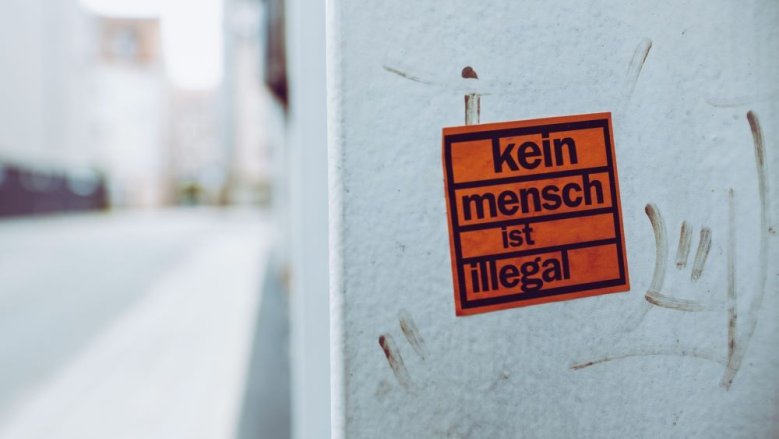 kein
mensch
ist
illegal